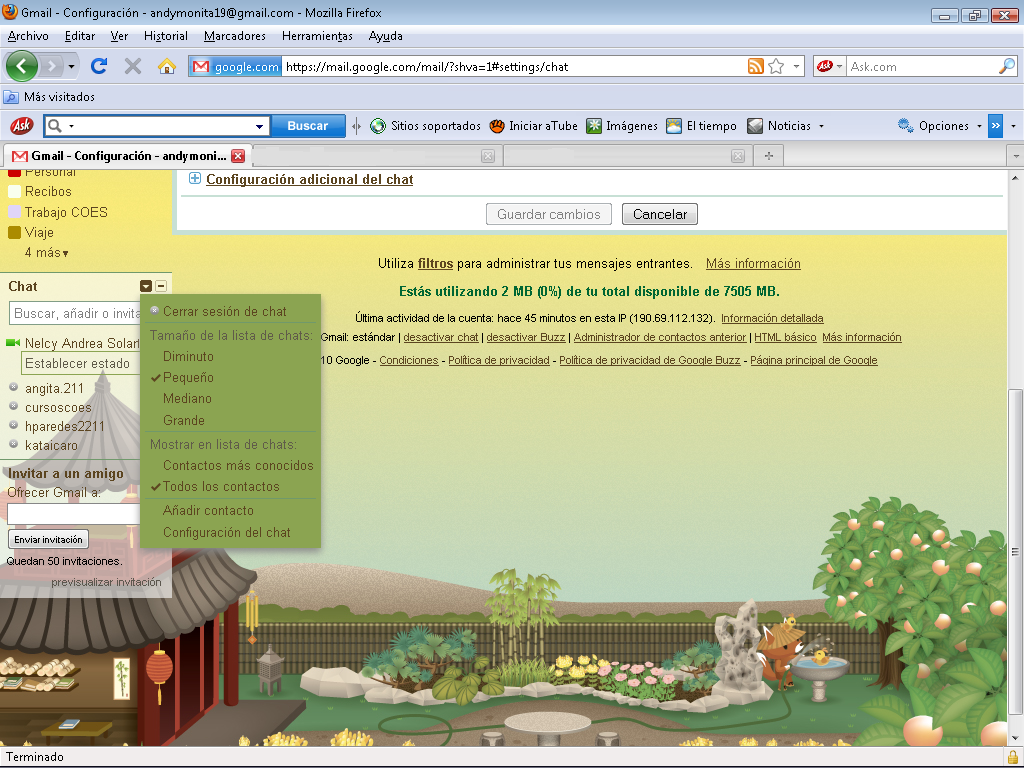 Gmail - Configuración - andymonita19@gmail.com - Mozilla Firefox
Archivo Editar Ver Historial Marcadores Herramientas Ayuda
google.com https://mail.google.com/mail/?shva=1#settings/chat Ask Ask.com
Más visitados
Ask Buscar Sitios soportados Iniciar aTube Imágenes El tiempo Noticias Opciones »
Gmail - Configuración - andymoni...
Personal
Configuración adicional del chat
Recibos
Trabajo COES
Guardar cambios Cancelar
Viaje
4 más▾
Utiliza filtros para administrar tus mensajes entrantes. Más información
Estás utilizando 2 MB (0%) de tu total disponible de 7505 MB.
Última actividad de la cuenta: hace 45 minutos en esta IP (190.69.112.132). Información detallada
Gmail: estándar | desactivar chat | desactivar Buzz | Administrador de contactos anterior | HTML básico Más información
10 Google - Condiciones - Política de privacidad - Política de privacidad de Google Buzz - Página principal de Google
Chat
Buscar, añadir o invita
Nelcy Andrea Solart
Establecer estado
angita.211
cursoscoes
hparedes2211
kataicaro
Cerrar sesión de chat
Tamaño de la lista de chats:
Diminuto
Pequeño
Mediano
Grande
Mostrar en lista de chats:
Contactos más conocidos
Todos los contactos
Añadir contacto
Configuración del chat
Invitar a un amigo
Ofrecer Gmail a:
Enviar invitación
Quedan 50 invitaciones.
previsualizar invitación
Terminado